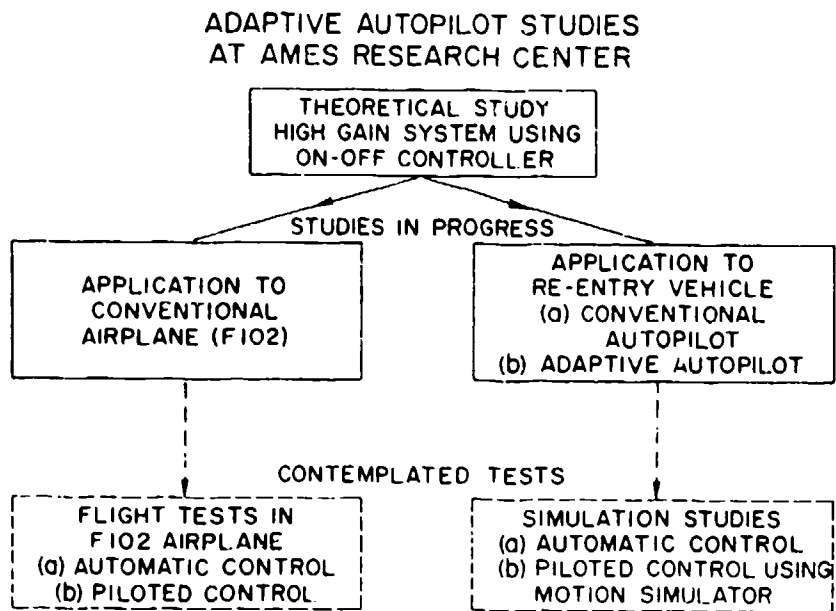 ADAPTIVE AUTOPILOT STUDIES
AT AMES RESEARCH CENTER
THEORETICAL STUDY
HIGH GAIN SYSTEM USING
ON-OFF CONTROLLER
STUDIES IN PROGRESS
APPLICATION TO
CONVENTIONAL
AIRPLANE (F102)
APPLICATION TO
RE-ENTRY VEHICLE
(a) CONVENTIONAL
AUTOPILOT
(b) ADAPTIVE AUTOPILOT
CONTEMPLATED TESTS
FLIGHT TESTS IN
F102 AIRPLANE
(a) AUTOMATIC CONTROL
(b) PILOTED CONTROL
SIMULATION STUDIES
(a) AUTOMATIC CONTROL
(b) PILOTED CONTROL USING
MOTION SIMULATOR